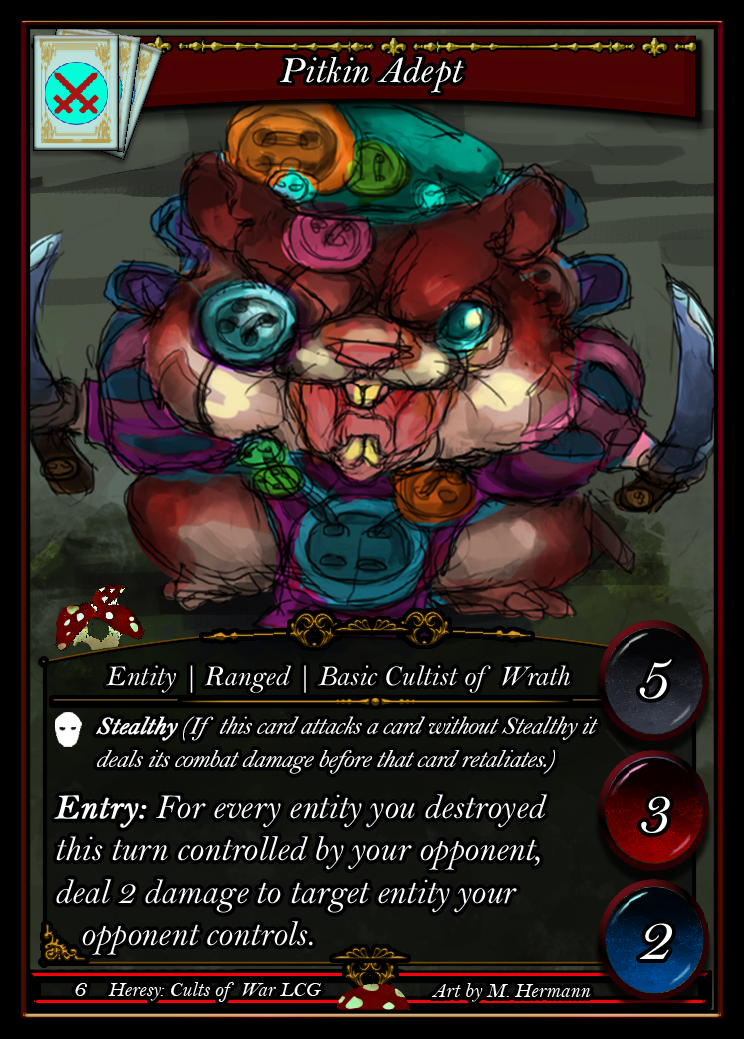 Pitkin Adept
Entity | Ranged | Basic Cultist of Wrath
5
Stealthy (If this card attacks a card without Stealthy it
deals its combat damage before that card retaliates.)
Entry: For every entity you destroyed
this turn controlled by your opponent,
deal 2 damage to target entity your
opponent controls.
3
2
6 Heresy: Cults of War LCG Art by M. Hermann